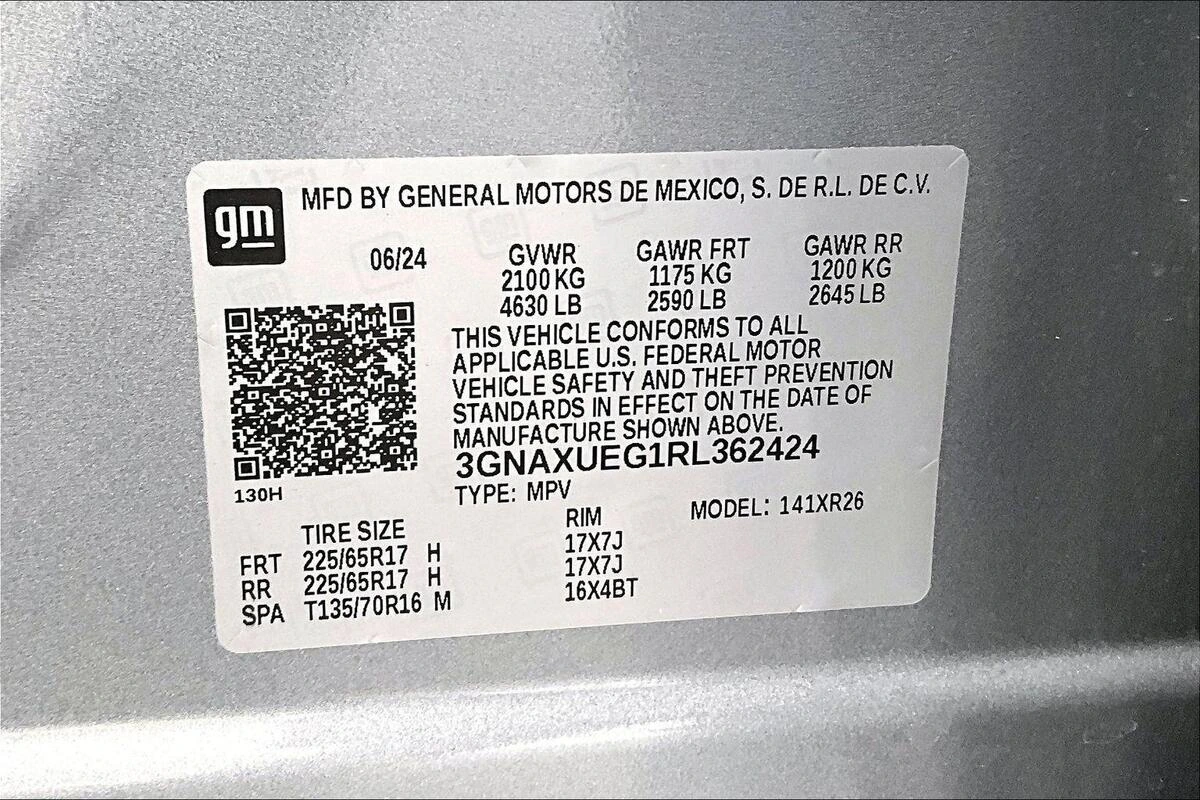 gm
MFD BY GENERAL MOTORS DE MEXICO, S. DE R.L. DE C.V.
06/24 GVWR GAWR FRT GAWR RR
2100 KG 1175 KG 1200 KG
4630 LB 2590 LB 2645 LB
THIS VEHICLE CONFORMS TO ALL
APPLICABLE U.S. FEDERAL MOTOR
VEHICLE SAFETY AND THEFT PREVENTION
STANDARDS IN EFFECT ON THE DATE OF
MANUFACTURE SHOWN ABOVE.
3GNAXUEG1RL362424
130H
TYPE: MPV MODEL: 141XR26
TIRE SIZE RIM
FRT 225/65R17 H 17X7J
RR 225/65R17 H 17X7J
SPA T135/70R16 M 16X4BT